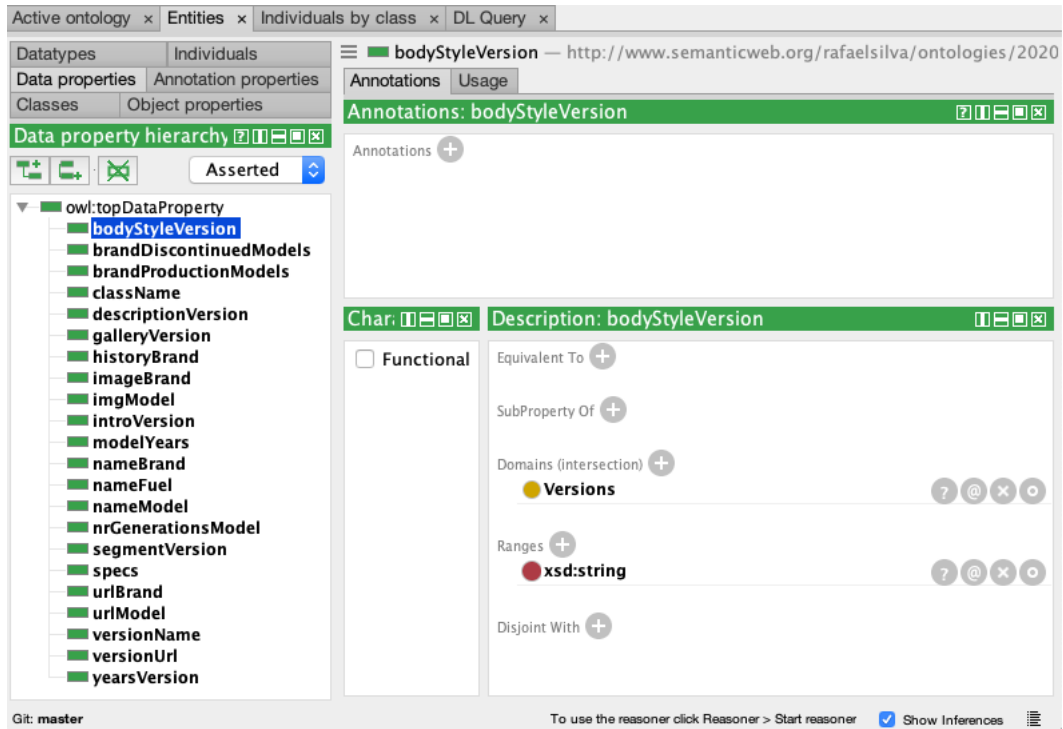 Active ontology × Entities × Individuals by class × DL Query ×
Datatypes Individuals
Data properties Annotation properties
Classes Object properties
Data property hierarchy
Asserted
owl:topDataProperty
bodyStyleVersion
brandDiscontinuedModels
brandProductionModels
className
descriptionVersion
galleryVersion
historyBrand
imageBrand
imgModel
introVersion
modelYears
nameBrand
nameFuel
nameModel
nrGenerationsModel
segmentVersion
specs
urlBrand
urlModel
versionName
versionUrl
yearsVersion
bodyStyleVersion — http://www.semanticweb.org/rafaelsilva/ontologies/2020
Annotations Usage
Annotations: bodyStyleVersion
Annotations
Functional
Description: bodyStyleVersion
Equivalent To
SubProperty Of
Domains (intersection)
Versions
Ranges
xsd:string
Disjoint With
Git: master
To use the reasoner click Reasoner > Start reasoner Show Inferences